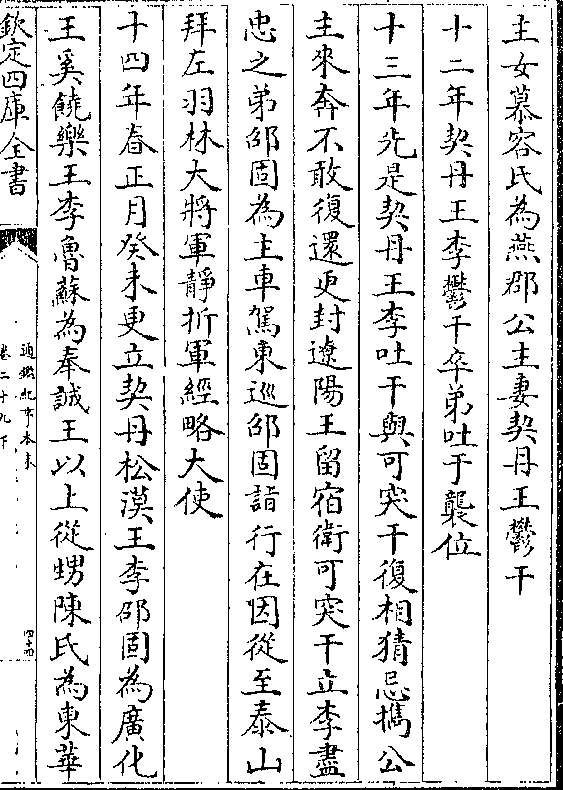 主女慕容氏為燕郡公主妻契丹王鬱干
十二年契丹王李鬱干卒弟吐干襲位
十三年先是契丹王李吐干與可突干復相猜忌攜公
主來奔不敢復還更封遼陽王留宿衛可突干立李盡
忠之弟邵固為主車駕東巡邵固詣行在因從至泰山
拜左羽林大將軍靜折軍經略大使
十四年春正月癸未更立契丹松漠王李邵固為廣化
王奚饒樂王李魯蘇為奉誠王以上從甥陳氏為東華
欽定四庫全書
通鑑紀事本末
卷二十九下